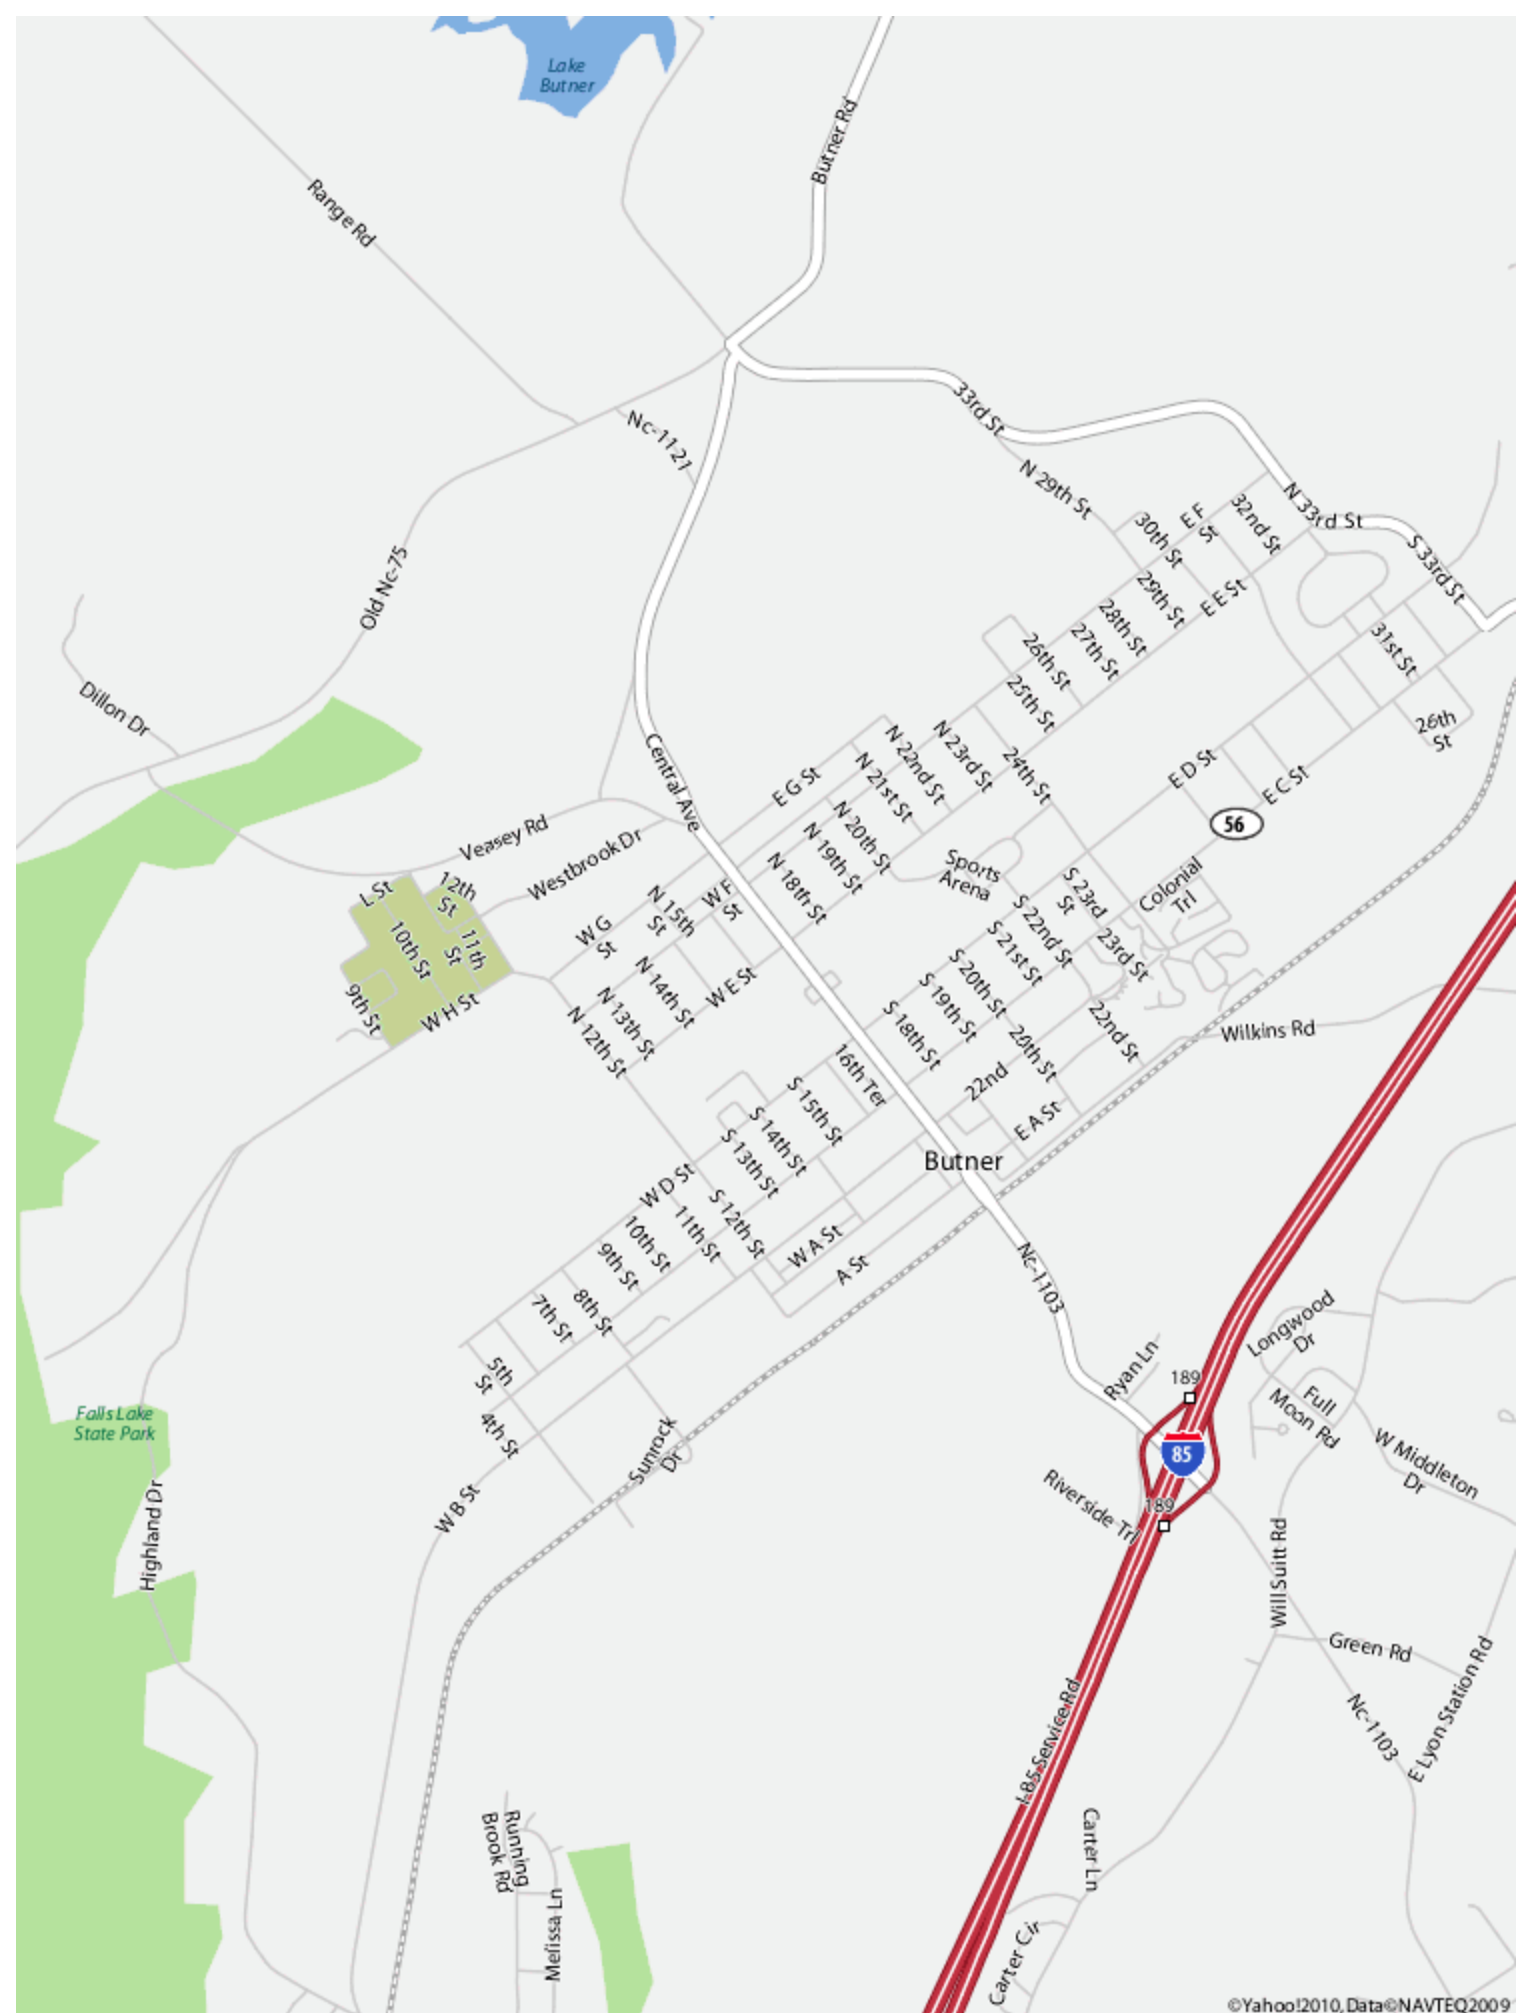 Lake
Butner
Butner Rd
Range Rd
33rd St
Nc-1121
N 29th St
N 33rd St
E F
St
32nd St
30th St
S 33rd St
Old Nc-75
29th St
E E St
28th St
27th St
26th St
31st St
25th St
Dillon Dr
26th
St
N 22nd St
N 23rd St
24th St
Central Ave
N 21st St
E G St
E D St
E C St
56
N 20th St
N 19th St
Veasey Rd
Westbrook Dr
Sports
Arena
N 18th St
S 23rd
St
Colonial
Trl
L St
12th
St
W F
St
N 15th
St
W G
St
S 22nd St
23rd St
10th St
11th
St
S 21st St
S 20th St
N 14th St
W E St
S 19th St
9th St
W H St
N 13th St
N 12th St
S 18th St
22nd St
Wilkins Rd
20th St
16th Ter
22nd
S 15th St
S 14th St
E A St
S 13th St
Butner
W D St
S 12th St
11th St
10th St
W A St
9th St
A St
Nc-1103
8th St
7th St
Longwood
Dr
Ryan Ln
5th
St
189
Full
Moon Rd
Falls Lake
State Park
4th St
Sunrock
Dr
85
W Middleton
Dr
Highland Dr
W B St
Riverside Trl
189
Will Suitt Rd
Green Rd
E Lyon Station Rd
I-85 Service Rd
Nc-1103
Running
Brook Rd
Carter Ln
Melissa Ln
Carter Cir
©Yahoo!2010, Data©NAVTEQ2009